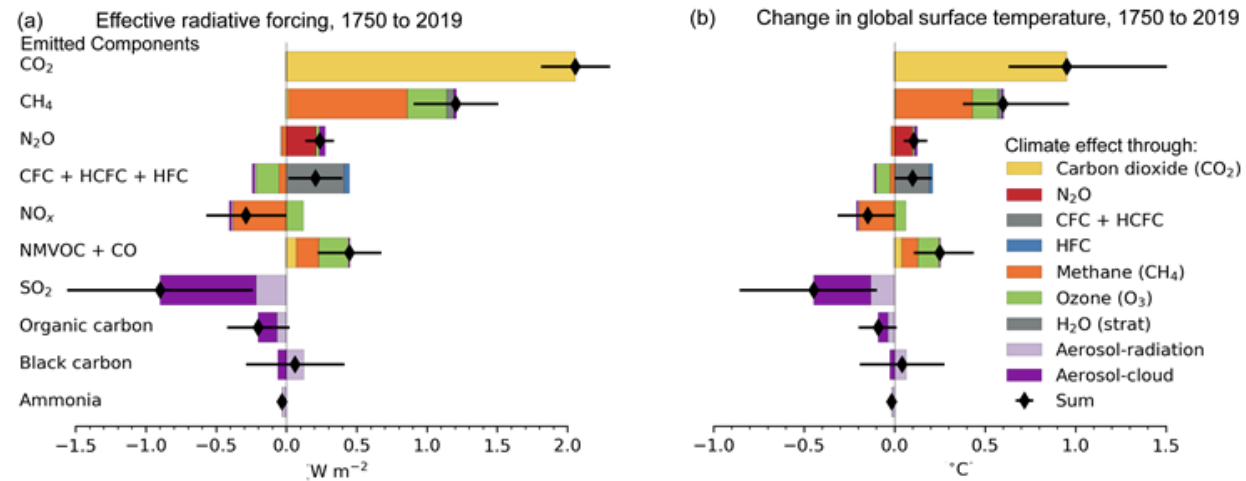 (a) Effective radiative forcing, 1750 to 2019
Emitted Components
CO₂
CH₄
N₂O
CFC + HCFC + HFC
NOₓ
NMVOC + CO
SO₂
Organic carbon
Black carbon
Ammonia
−1.5 −1.0 −0.5 0.0 0.5 1.0 1.5 2.0
W m⁻²
(b) Change in global surface temperature, 1750 to 2019
Climate effect through:
Carbon dioxide (CO₂)
N₂O
CFC + HCFC
HFC
Methane (CH₄)
Ozone (O₃)
H₂O (strat)
Aerosol-radiation
Aerosol-cloud
Sum
−1.0 −0.5 0.0 0.5 1.0 1.5
°C